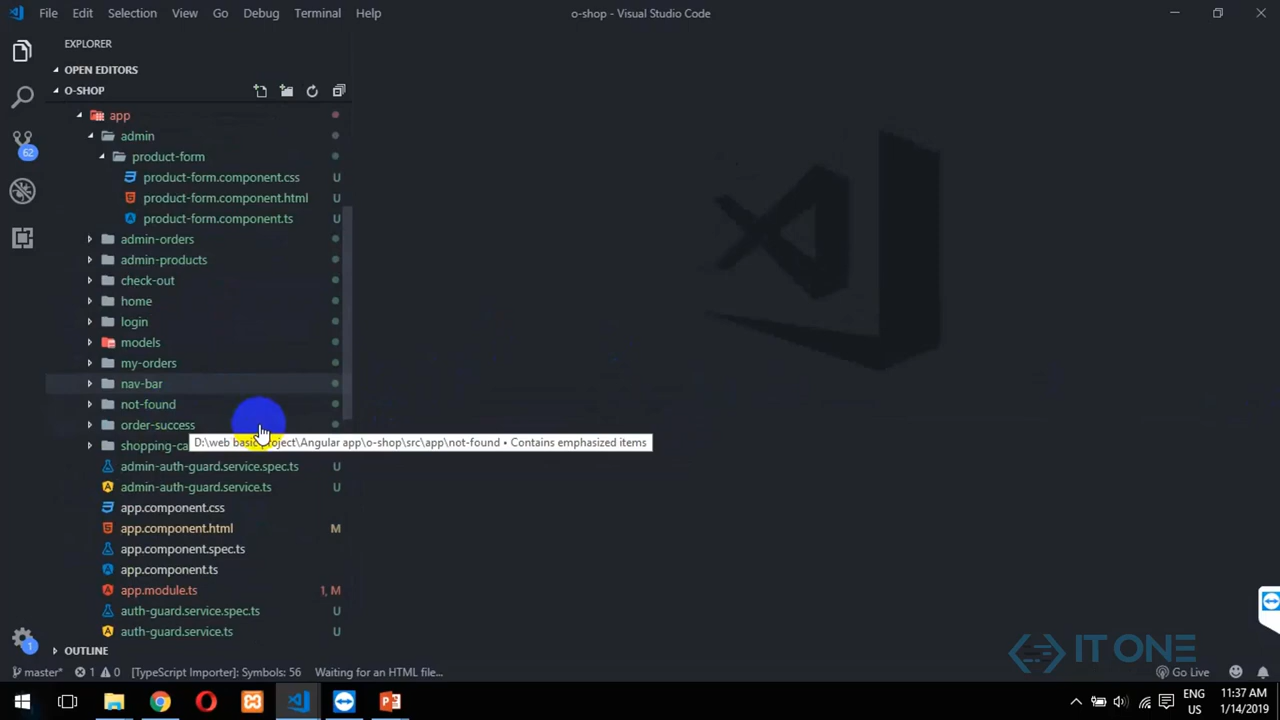 File Edit Selection View Go Debug Terminal Help
o-shop - Visual Studio Code
EXPLORER
OPEN EDITORS
O-SHOP
app
admin
product-form
product-form.component.css U
product-form.component.html U
product-form.component.ts U
admin-orders
admin-products
check-out
home
login
models
my-orders
nav-bar
not-found
order-success
D:\web basic project\Angular app\o-shop\src\app\not-found • Contains emphasized items
shopping-ca
admin-auth-guard.service.spec.ts U
admin-auth-guard.service.ts U
app.component.css
app.component.html M
app.component.spec.ts
app.component.ts
app.module.ts 1, M
auth-guard.service.spec.ts U
auth-guard.service.ts U
OUTLINE
62
1
IT ONE
master* 1 0 [TypeScript Importer]: Symbols: 56 Waiting for an HTML file... Go Live
ENG
US
11:37 AM
1/14/2019